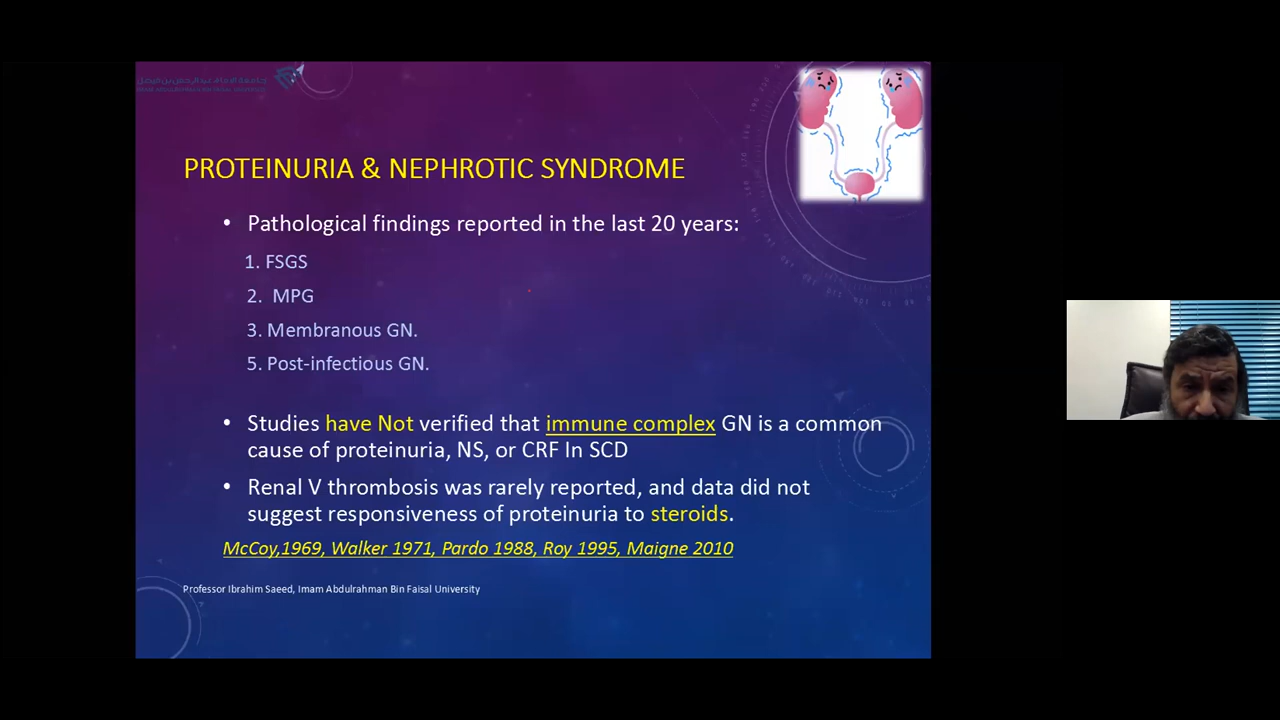 PROTEINURIA & NEPHROTIC SYNDROME
• Pathological findings reported in the last 20 years:
1. FSGS
2. MPG
3. Membranous GN.
5. Post-infectious GN.
• Studies have Not verified that immune complex GN is a common
cause of proteinuria, NS, or CRF In SCD
• Renal V thrombosis was rarely reported, and data did not
suggest responsiveness of proteinuria to steroids.
McCoy,1969, Walker 1971, Pardo 1988, Roy 1995, Maigne 2010
Professor Ibrahim Saeed, Imam Abdulrahman Bin Faisal University